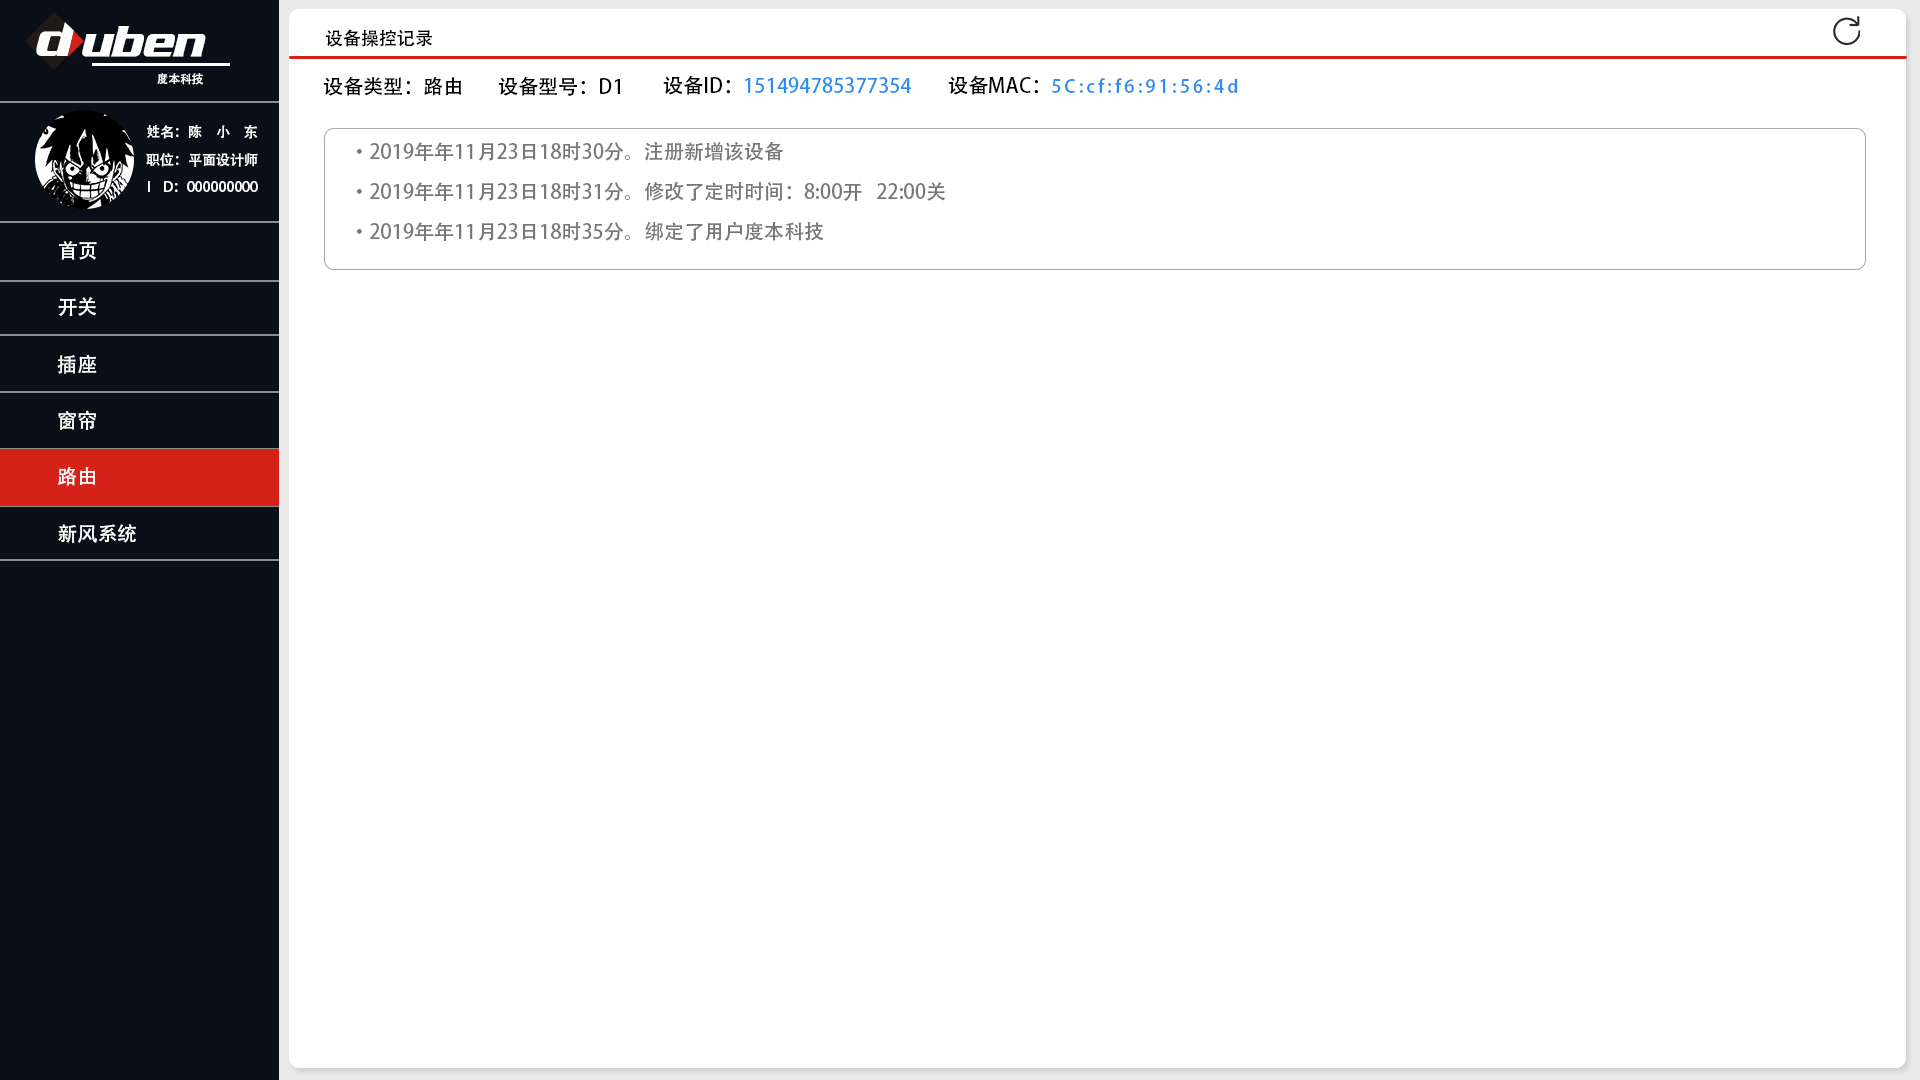 duben
度本科技
姓名：陈 小 东
职位：平面设计师
I D：000000000
首页
开关
插座
窗帘
路由
新风系统
设备操控记录
设备类型：路由 设备型号：D1 设备ID：151494785377354 设备MAC：5C:cf:f6:91:56:4d
• 2019年年11月23日18时30分。注册新增该设备
• 2019年年11月23日18时31分。修改了定时时间：8:00开 22:00关
• 2019年年11月23日18时35分。绑定了用户度本科技